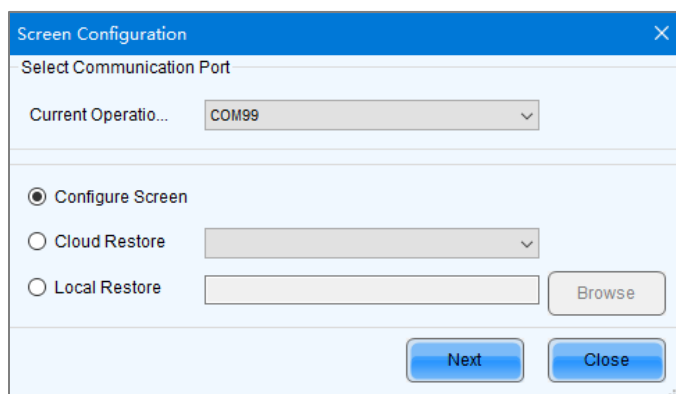 Screen Configuration
Select Communication Port
Current Operatio... COM99
Configure Screen
Cloud Restore
Local Restore Browse
Next Close